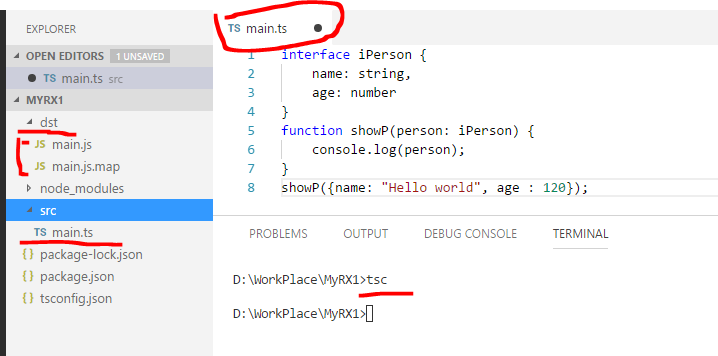 EXPLORER
OPEN EDITORS 1 UNSAVED
TS main.ts src
MYRX1
dst
JS main.js
JS main.js.map
node_modules
src
TS main.ts
{} package-lock.json
{} package.json
{} tsconfig.json
TS main.ts
1 interface iPerson {
2 name: string,
3 age: number
4 }
5 function showP(person: iPerson) {
6 console.log(person);
7 }
8 showP({name: "Hello world", age : 120});
PROBLEMS OUTPUT DEBUG CONSOLE TERMINAL
D:\WorkPlace\MyRX1>tsc
D:\WorkPlace\MyRX1>